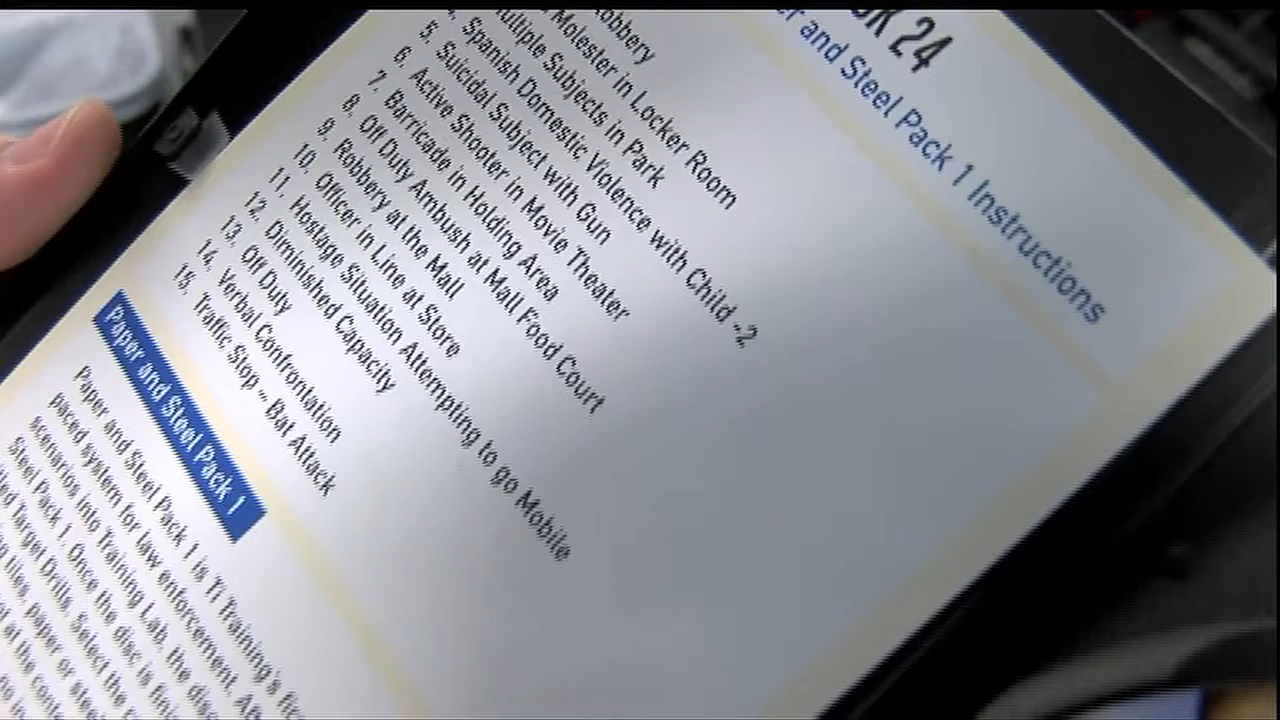 24
and Steel Pack 1 Instructions
Molester in Locker Room
Subjects in Park
Spanish Domestic Violence with Child -2
5. Suicidal Subject with Gun
6. Active Shooter in Movie Theater
7. Barricade in Holding Area
8. Off Duty Ambush at Mall Food Court
9. Robbery at the Mall
10. Officer in Line at Store
11. Hostage Situation Attempting to go Mobile
12. Diminished Capacity
13. Off Duty
14. Verbal Confrontation
15. Traffic Stop – Bat Attack
Paper and Steel Pack 1
Paper and Steel Pack 1 is TI Training's
paced system for law enforcement.
scenarios into Training Lab, the
Steel Pack 1. Once the disc is
Target Drills. Select the
paper or
at the